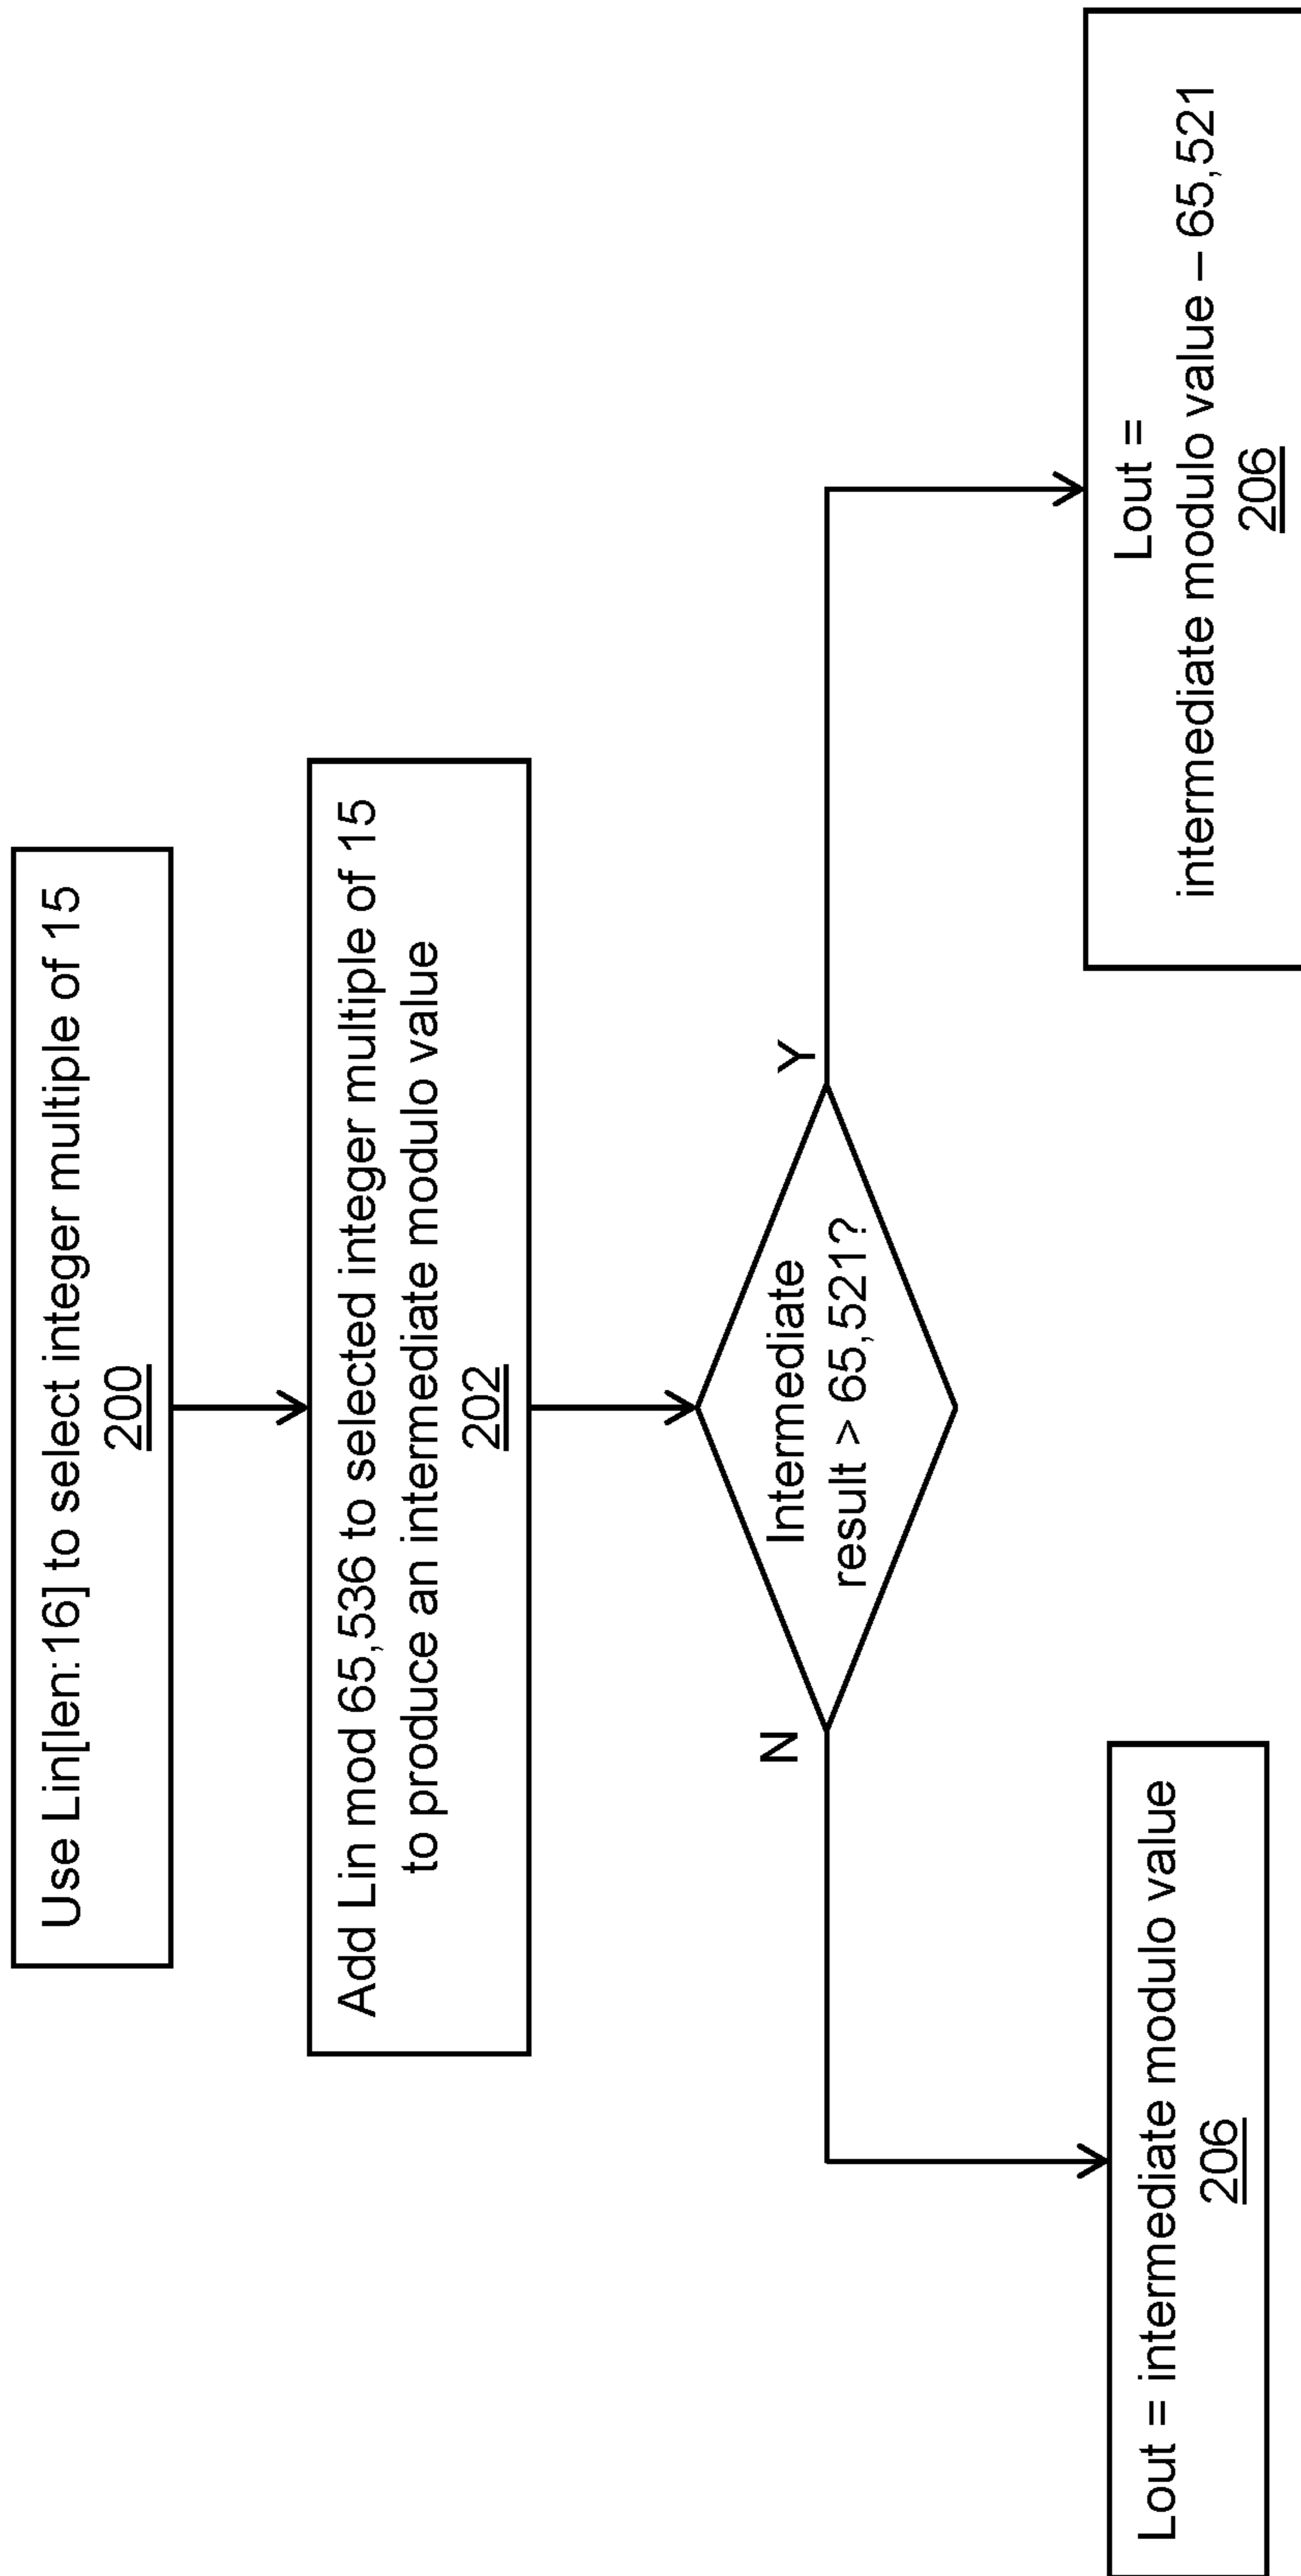 Use Lin[len:16] to select integer multiple of 15
200
Add Lin mod 65,536 to selected integer multiple of 15
to produce an intermediate modulo value
202
Intermediate
result > 65,521?
N
Y
Lout = intermediate modulo value
206
Lout =
intermediate modulo value – 65,521
206